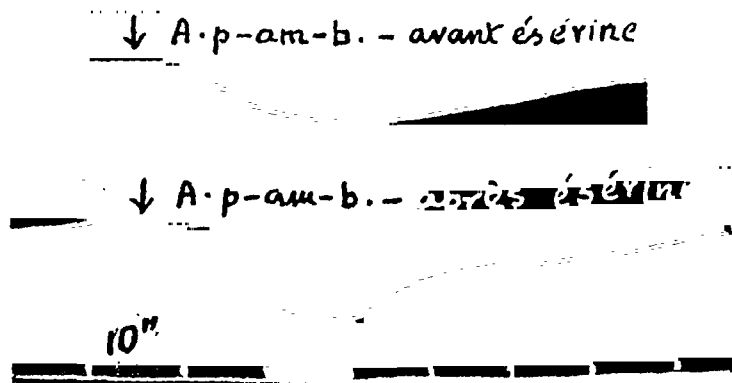 ↓ A. p-am-b. - avant ésérine
↓ A. p-am-b. - après ésérine
10"